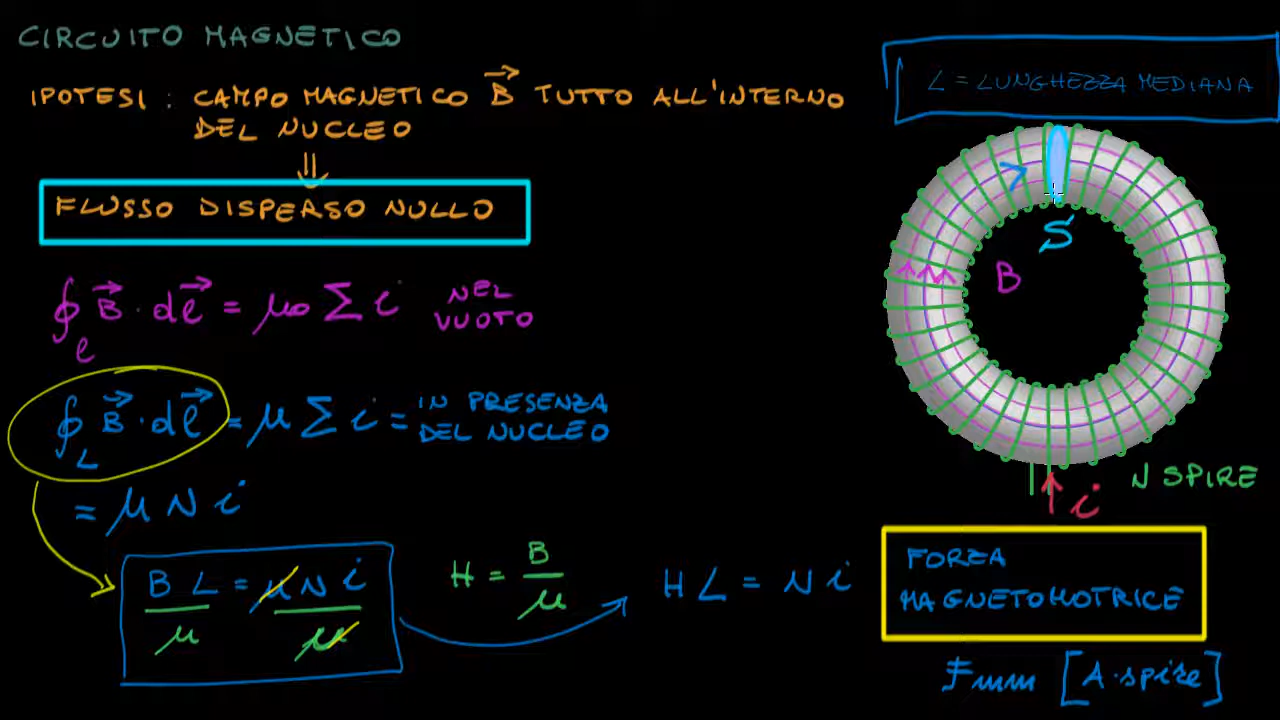 CIRCUITO MAGNETICO
L = LUNGHEZZA MEDIANA
IPOTESI : CAMPO MAGNETICO B⃗ TUTTO ALL'INTERNO
DEL NUCLEO
⇓
FLUSSO DISPERSO NULLO
S
B
∮ₗ B⃗ · dℓ⃗ = μ₀ Σ i NEL
VUOTO
∮_L B⃗ · dℓ⃗ = μ Σ i = IN PRESENZA
DEL NUCLEO
= μ N i
N SPIRE
i
B L / μ = μ N i / μ
H = B / μ
H L = N i
FORZA
MAGNETOMOTRICE
Fmm [A·spire]